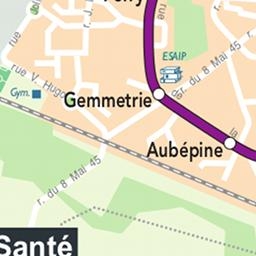 ESAIP
rue V. Hugo
Gym.
r. du 8 Mai 45
Gemmetrie
Aubépine
r. du 8 Mai 45
Santé